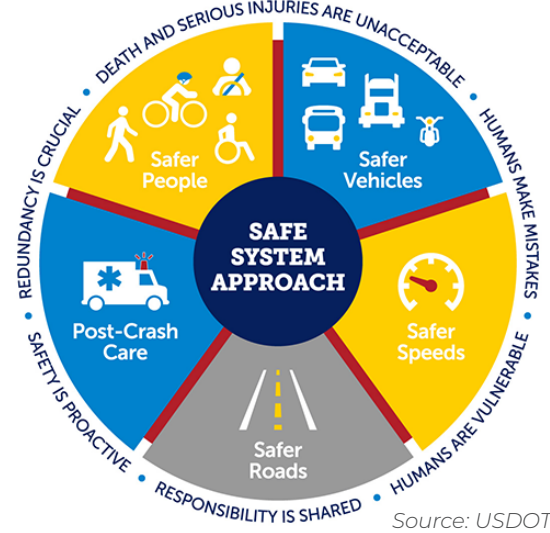 DEATH AND SERIOUS INJURIES ARE UNACCEPTABLE
HUMANS MAKE MISTAKES
HUMANS ARE VULNERABLE
RESPONSIBILITY IS SHARED
SAFETY IS PROACTIVE
REDUNDANCY IS CRUCIAL
Safer
People
Safer
Vehicles
SAFE
SYSTEM
APPROACH
Post-Crash
Care
Safer
Speeds
Safer
Roads
Source: USDOT